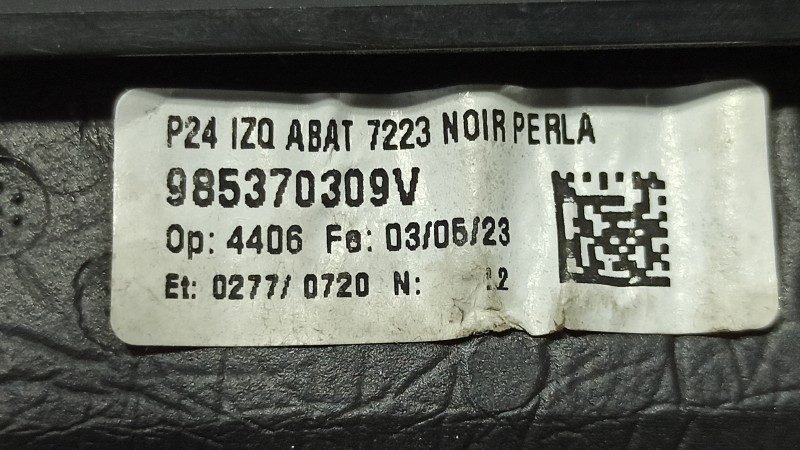 P24 IZQ ABAT 7223 NOIR PERLA
985370309V
Op: 4406 Fe: 03/05/23
Et: 0277/ 0720 N: